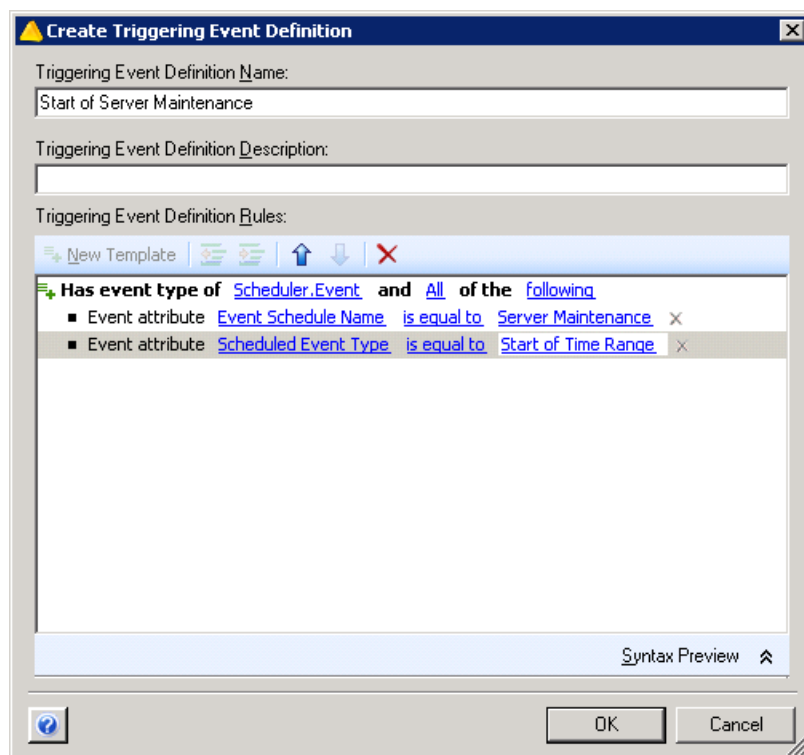 Create Triggering Event Definition
Triggering Event Definition Name:
Start of Server Maintenance
Triggering Event Definition Description:
Triggering Event Definition Rules:
New Template
Has event type of Scheduler.Event and All of the following
Event attribute Event Schedule Name is equal to Server Maintenance
Event attribute Scheduled Event Type is equal to Start of Time Range
Syntax Preview
OK Cancel